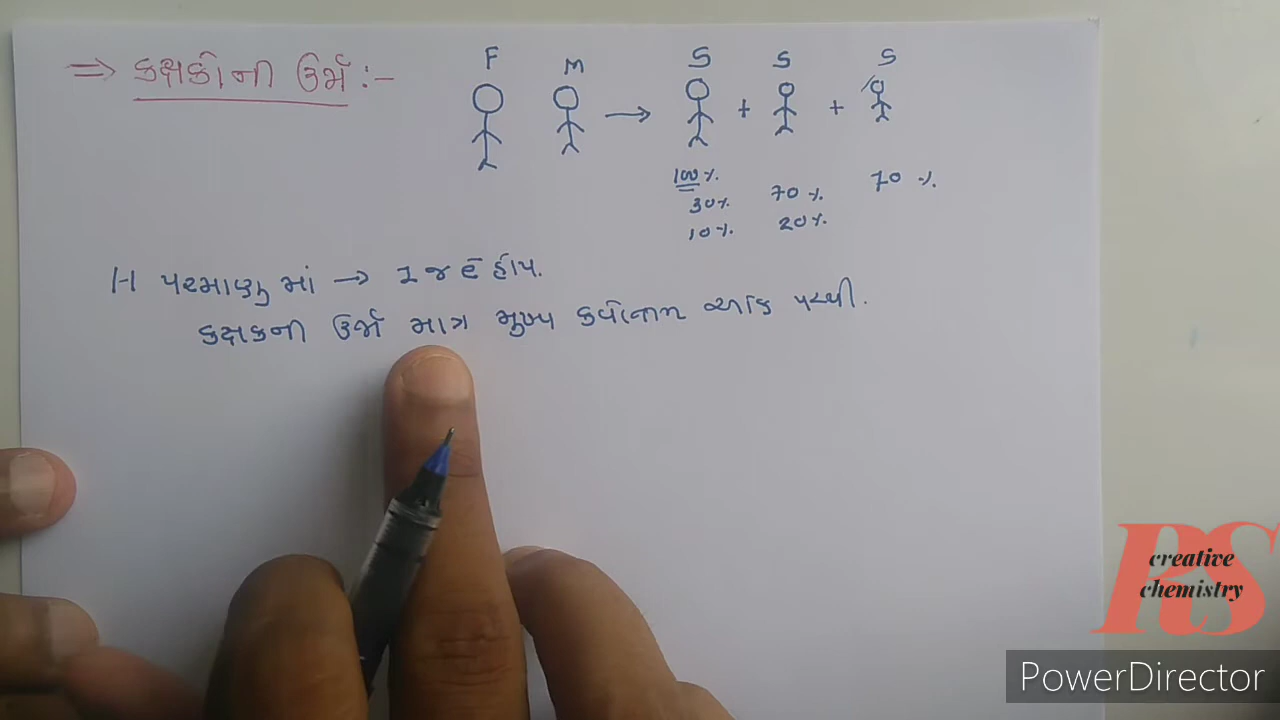 ⇒ કક્ષકોની ઉર્જા :-
F M → S + S + S
100% 70% 70%
30% 20%
10%
H પરમાણુ માં → 1 જ e⁻ હોય.
કક્ષકની ઉર્જા માત્ર મુખ્ય ક્વોન્ટમ આંક પરથી.
RS
creative
chemistry
PowerDirector